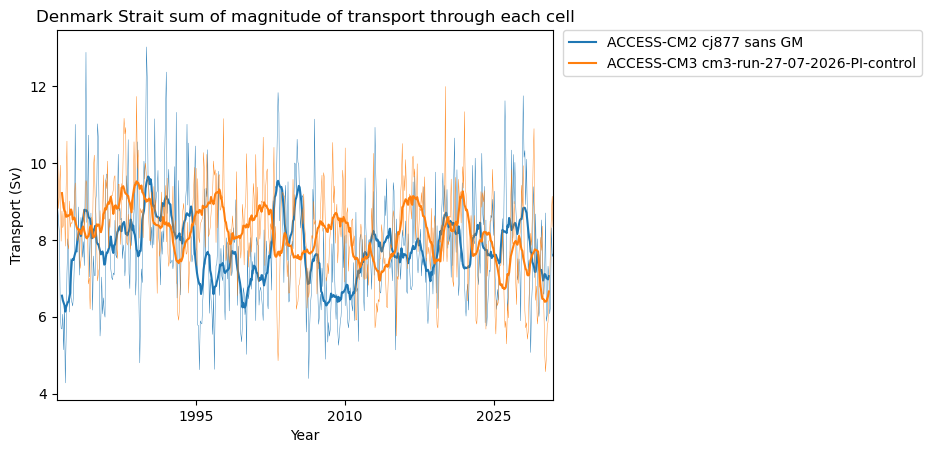 Denmark Strait sum of magnitude of transport through each cell
ACCESS-CM2 cj877 sans GM
ACCESS-CM3 cm3-run-27-07-2026-PI-control
Transport (Sv)
12
10
8
6
4
1995
2010
2025
Year